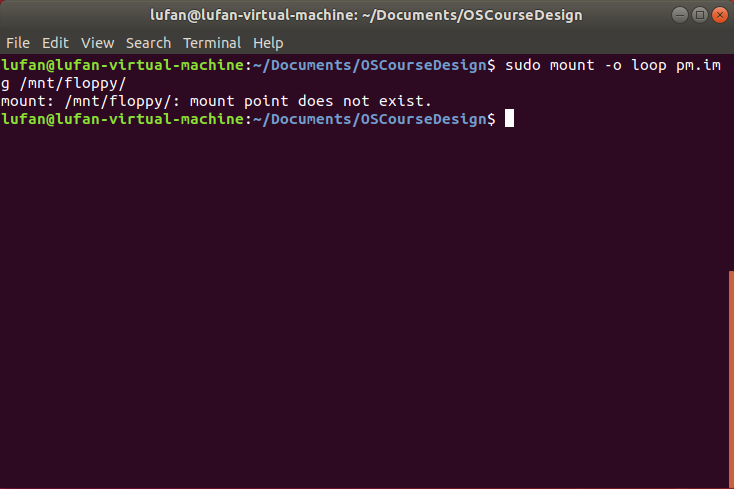 lufan@lufan-virtual-machine: ~/Documents/OSCourseDesign
File Edit View Search Terminal Help
lufan@lufan-virtual-machine:~/Documents/OSCourseDesign$ sudo mount -o loop pm.im
g /mnt/floppy/
mount: /mnt/floppy/: mount point does not exist.
lufan@lufan-virtual-machine:~/Documents/OSCourseDesign$